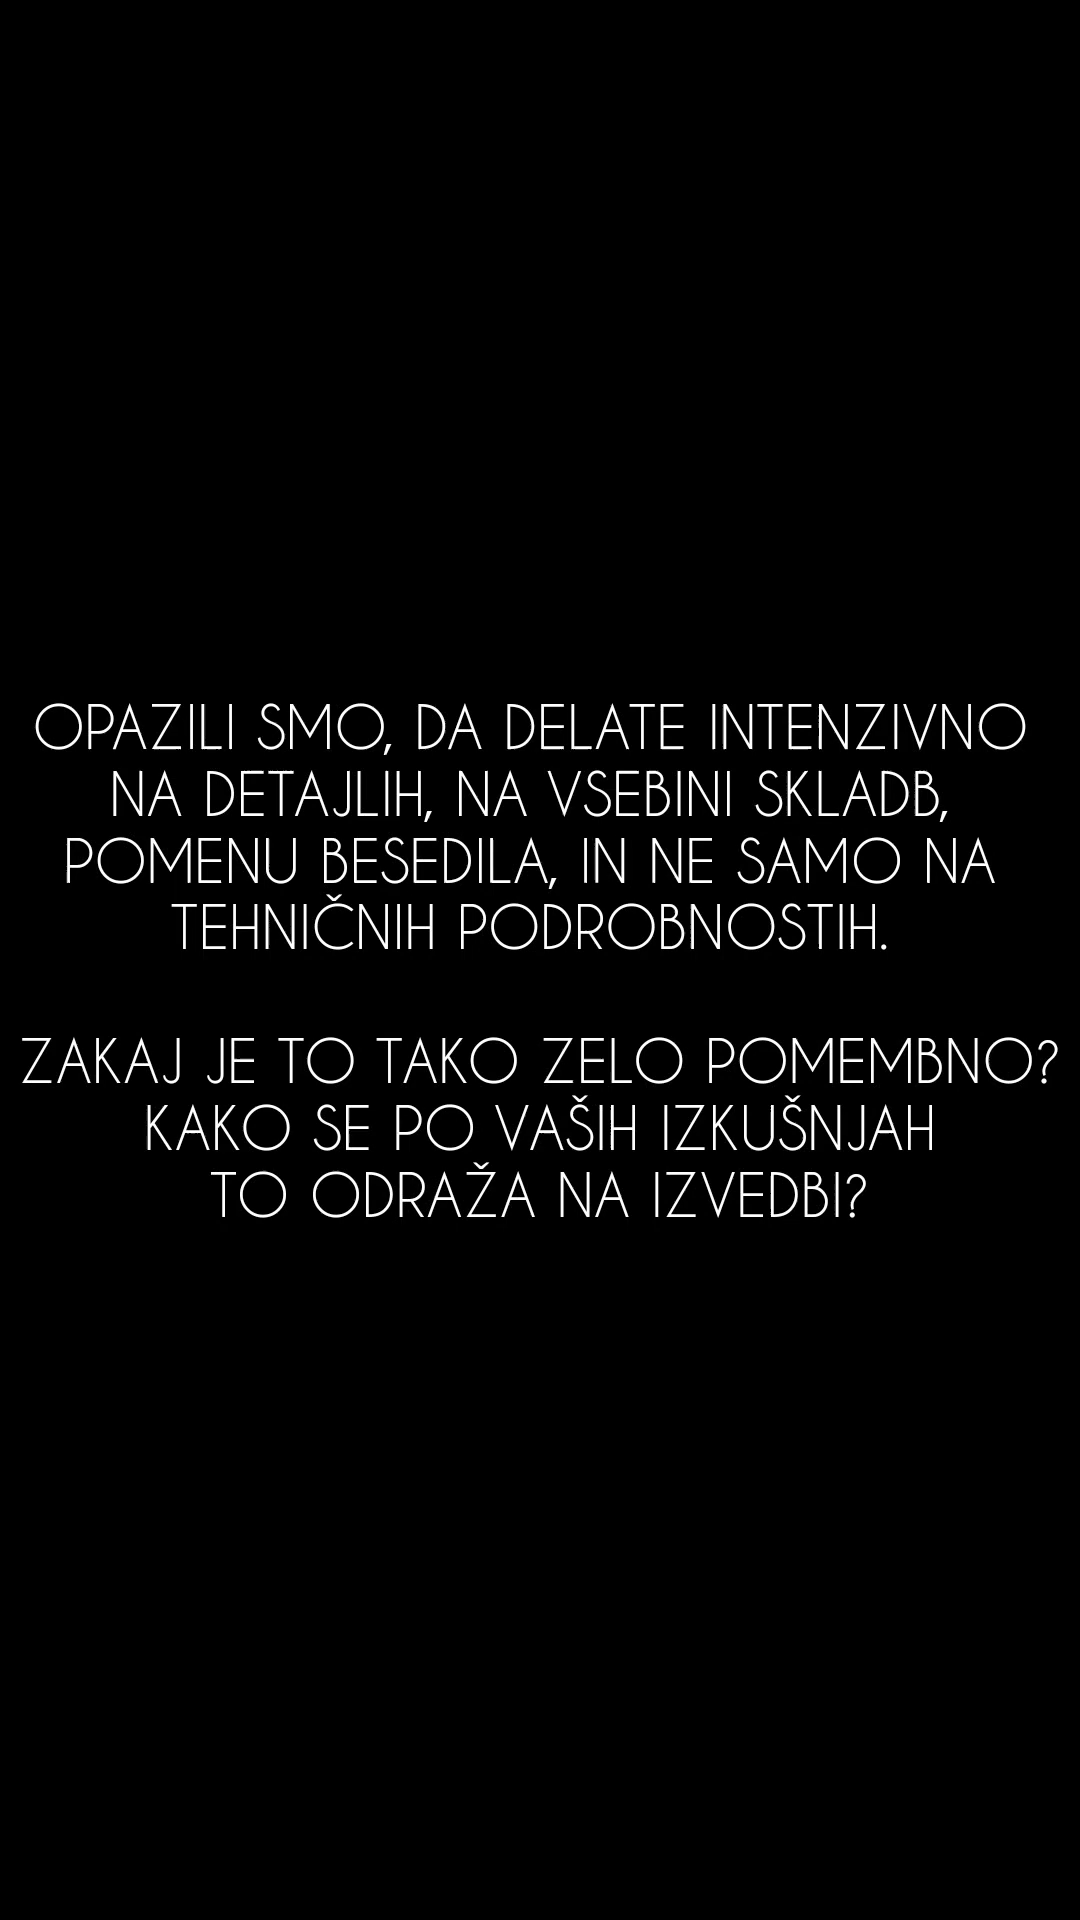 OPAZILI SMO, DA DELATE INTENZIVNO
NA DETAJLIH, NA VSEBINI SKLADB,
POMENU BESEDILA, IN NE SAMO NA
TEHNIČNIH PODROBNOSTIH.
ZAKAJ JE TO TAKO ZELO POMEMBNO?
KAKO SE PO VAŠIH IZKUŠNJAH
TO ODRAŽA NA IZVEDBI?